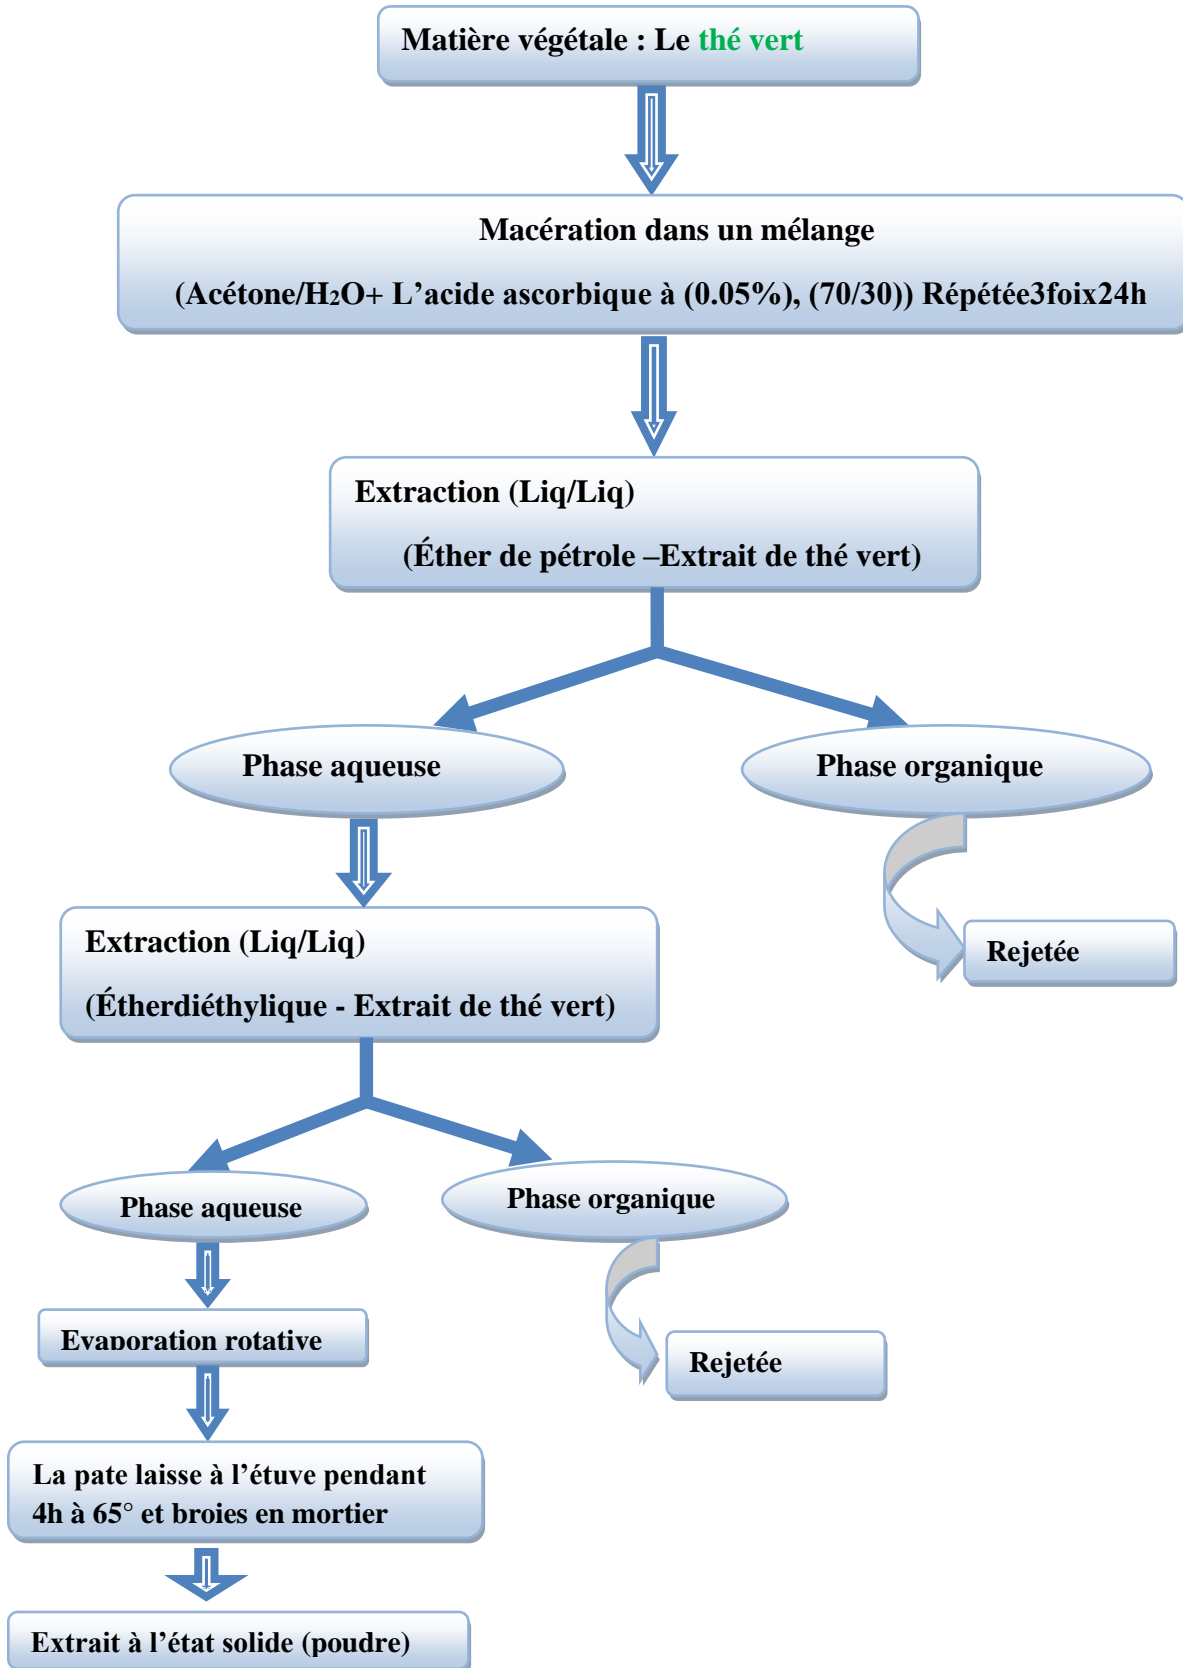 Matière végétale : Le thé vert
Macération dans un mélange
(Acétone/H₂O+ L’acide ascorbique à (0.05%), (70/30)) Répétée3foix24h
Extraction (Liq/Liq)
(Éther de pétrole –Extrait de thé vert)
Phase aqueuse
Phase organique
Rejetée
Extraction (Liq/Liq)
(Étherdiéthylique - Extrait de thé vert)
Phase aqueuse
Phase organique
Rejetée
Evaporation rotative
La pate laisse à l’étuve pendant
4h à 65° et broies en mortier
Extrait à l’état solide (poudre)